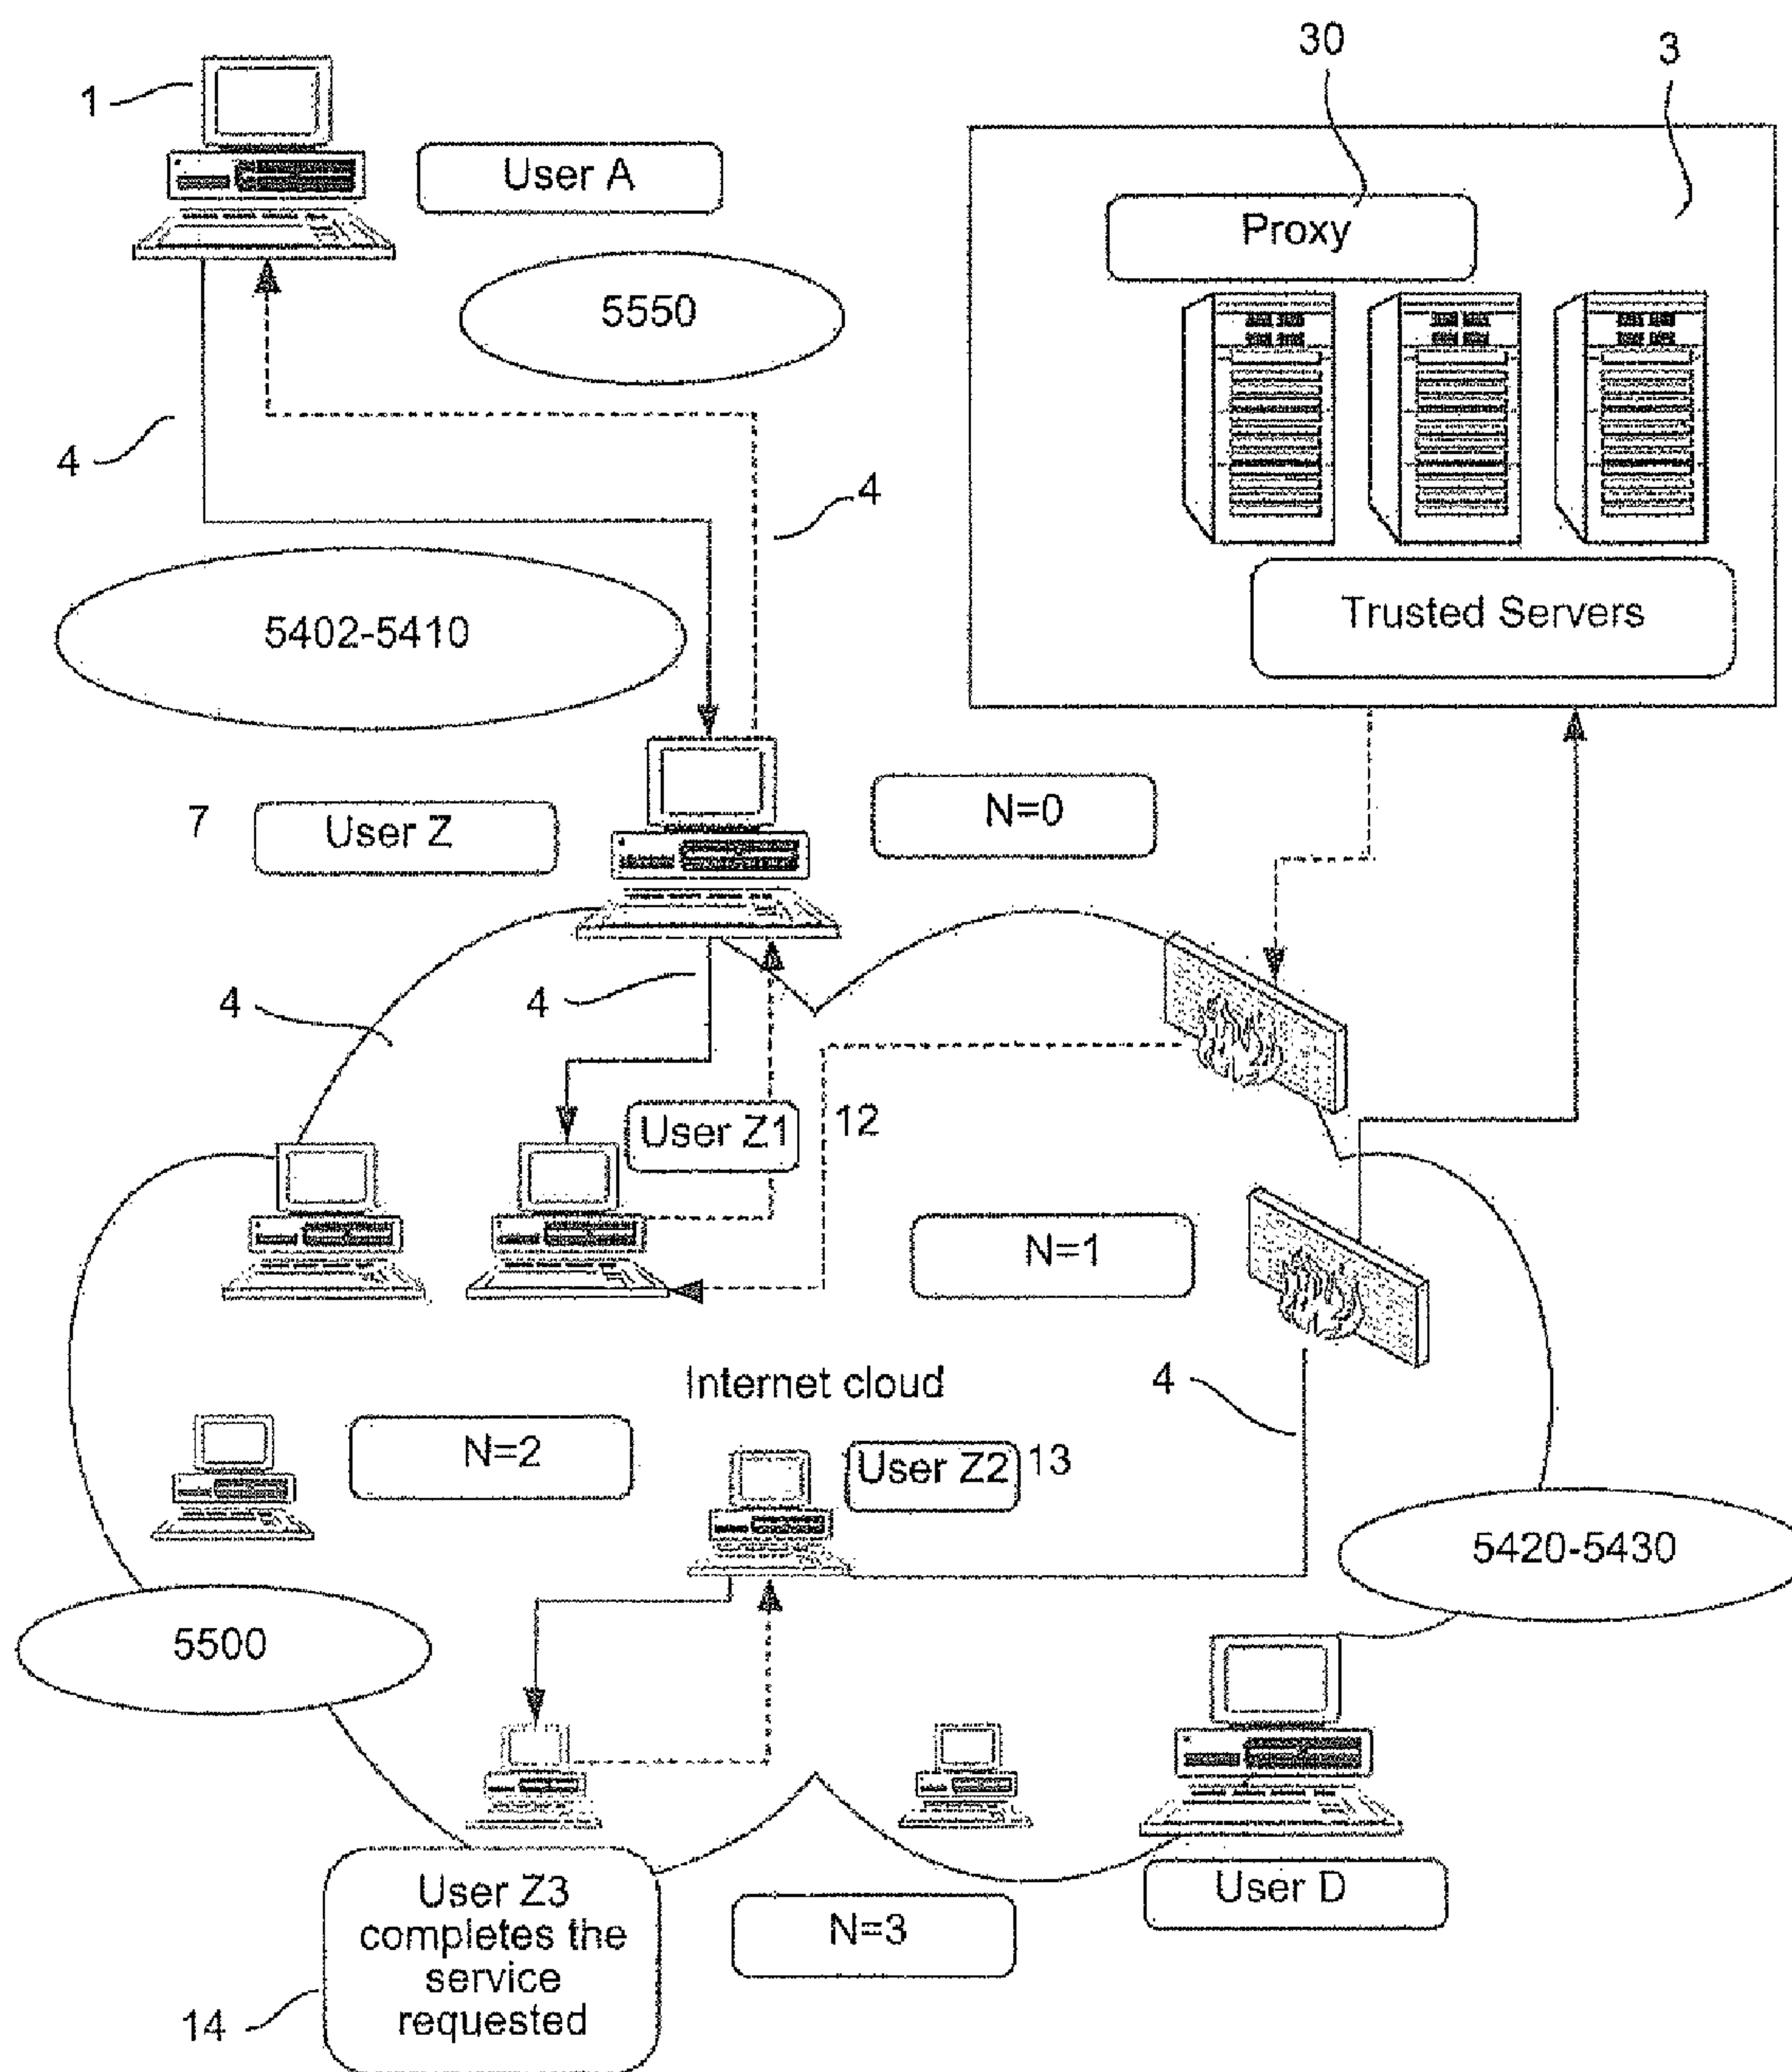 30
3
1
User A
Proxy
5550
4
4
Trusted Servers
5402-5410
N=0
7
User Z
4
4
User Z1
12
N=1
Internet cloud
4
N=2
User Z2
13
5420-5430
5500
User Z3
completes the
service
requested
User D
N=3
14